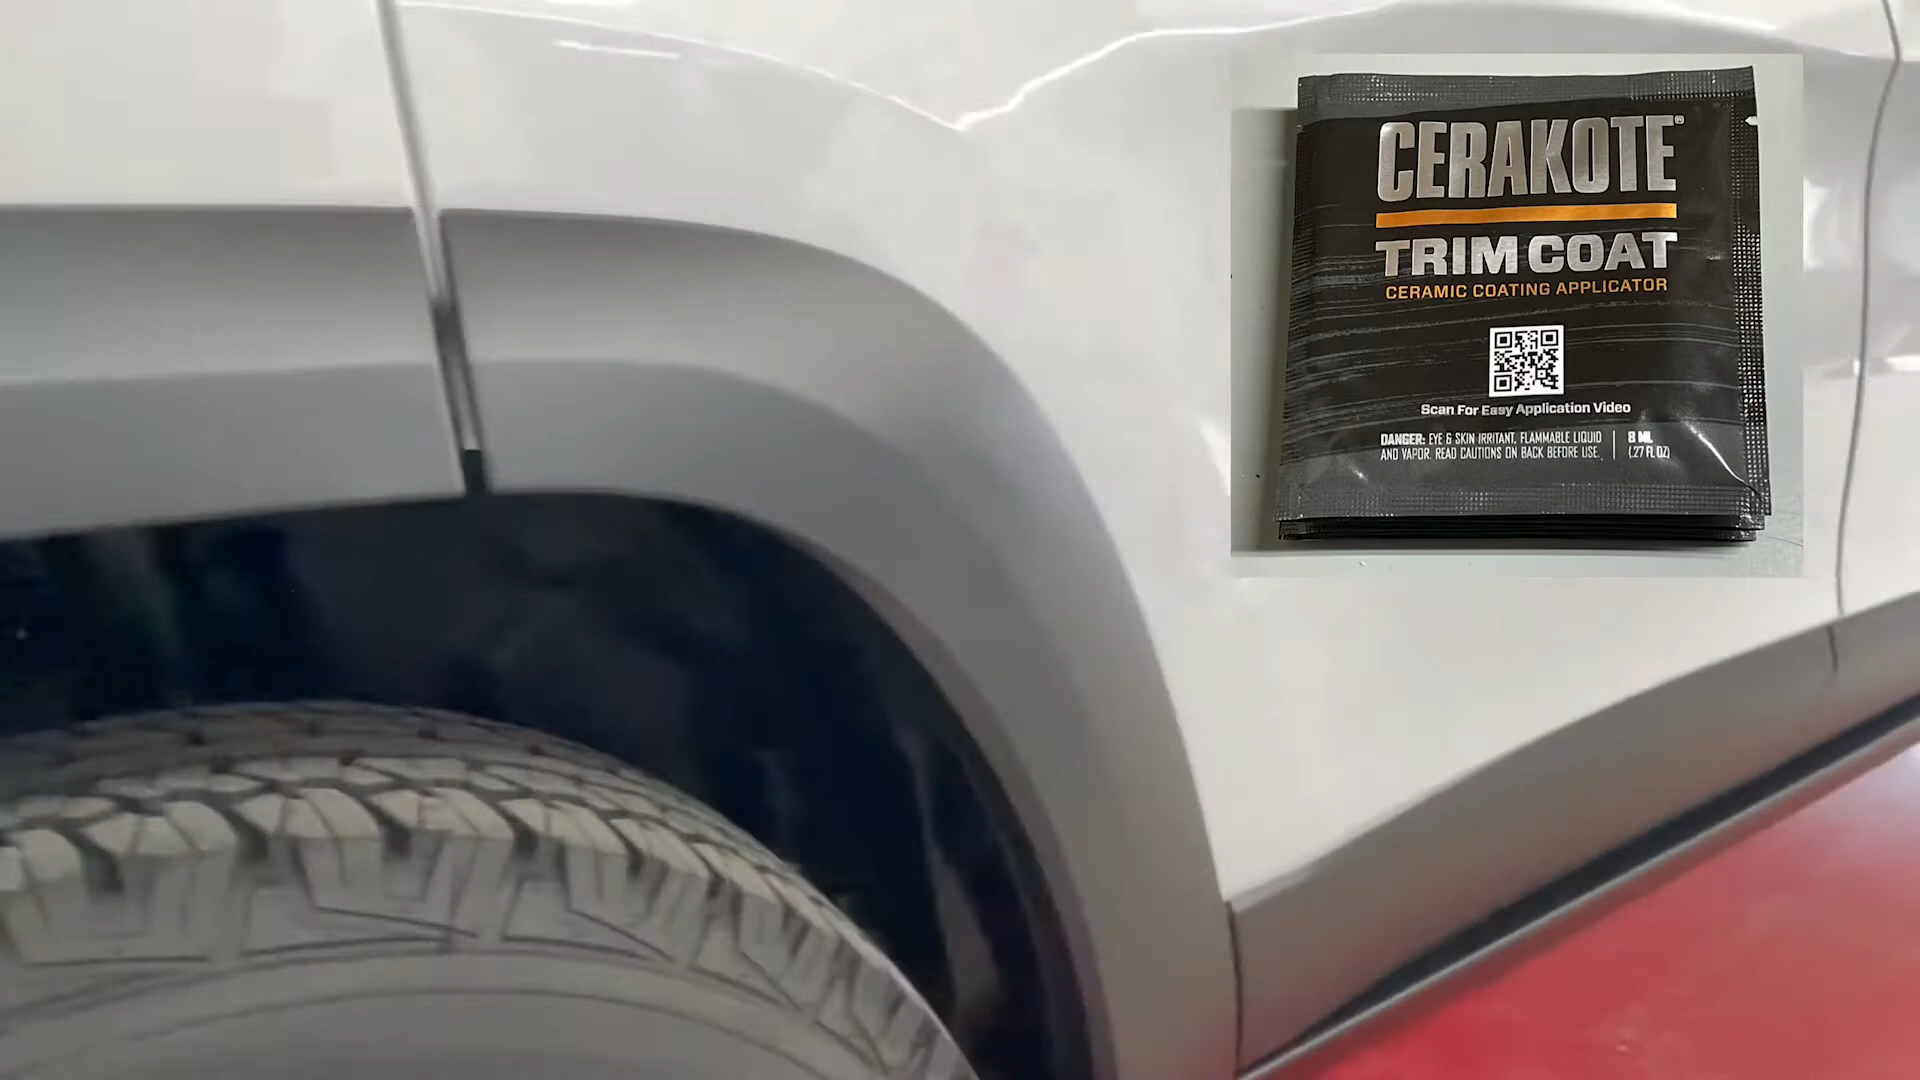 CERAKOTE®
TRIM COAT
CERAMIC COATING APPLICATOR
Scan For Easy Application Video
DANGER: EYE & SKIN IRRITANT, FLAMMABLE LIQUID
AND VAPOR. READ CAUTIONS ON BACK BEFORE USE.
8 ML
(.27 FL OZ)